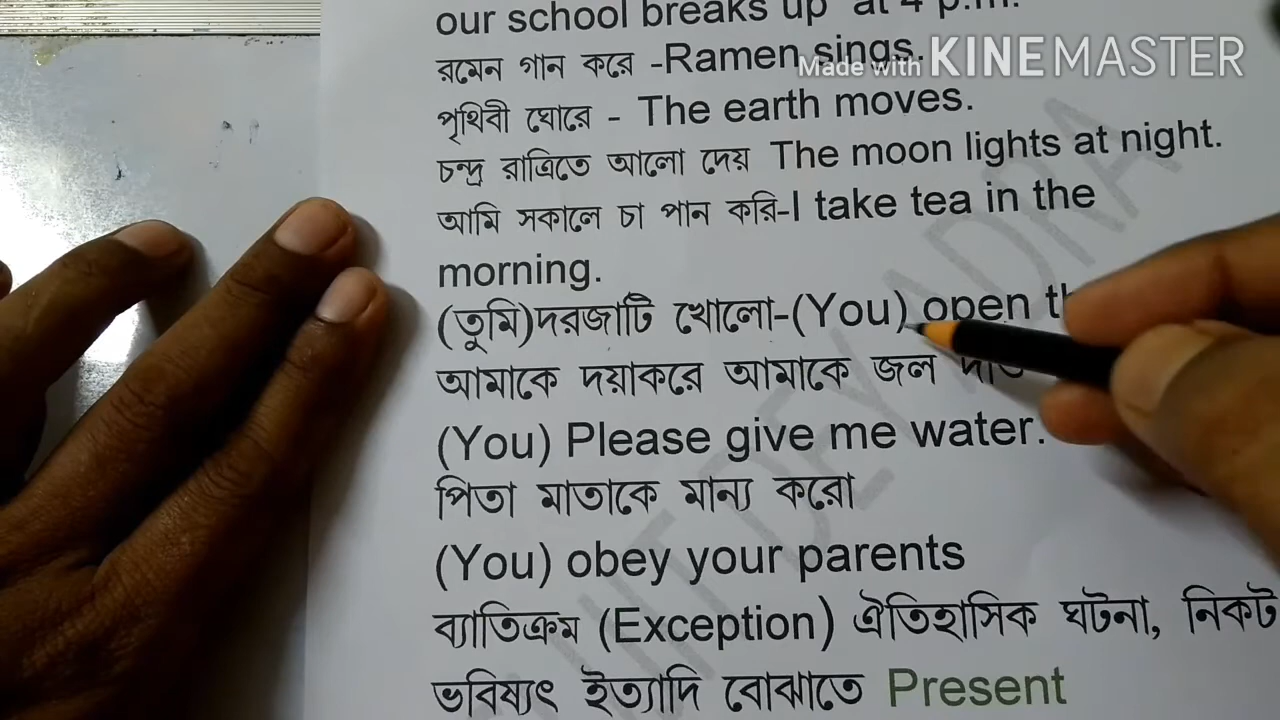 our school breaks up at 4 p.m.
রমেন গান করে -Ramen sings.
Made with KINEMASTER
পৃথিবী ঘোরে - The earth moves.
চন্দ্র রাত্রিতে আলো দেয় The moon lights at night.
আমি সকালে চা পান করি-I take tea in the
morning.
(তুমি)দরজাটি খোলো-(You) open
আমাকে দয়াকরে আমাকে জল
(You) Please give me water.
পিতা মাতাকে মান্য করো
(You) obey your parents
ব্যাতিক্রম (Exception) ঐতিহাসিক ঘটনা, নিকট
ভবিষ্যৎ ইত্যাদি বোঝাতে Present